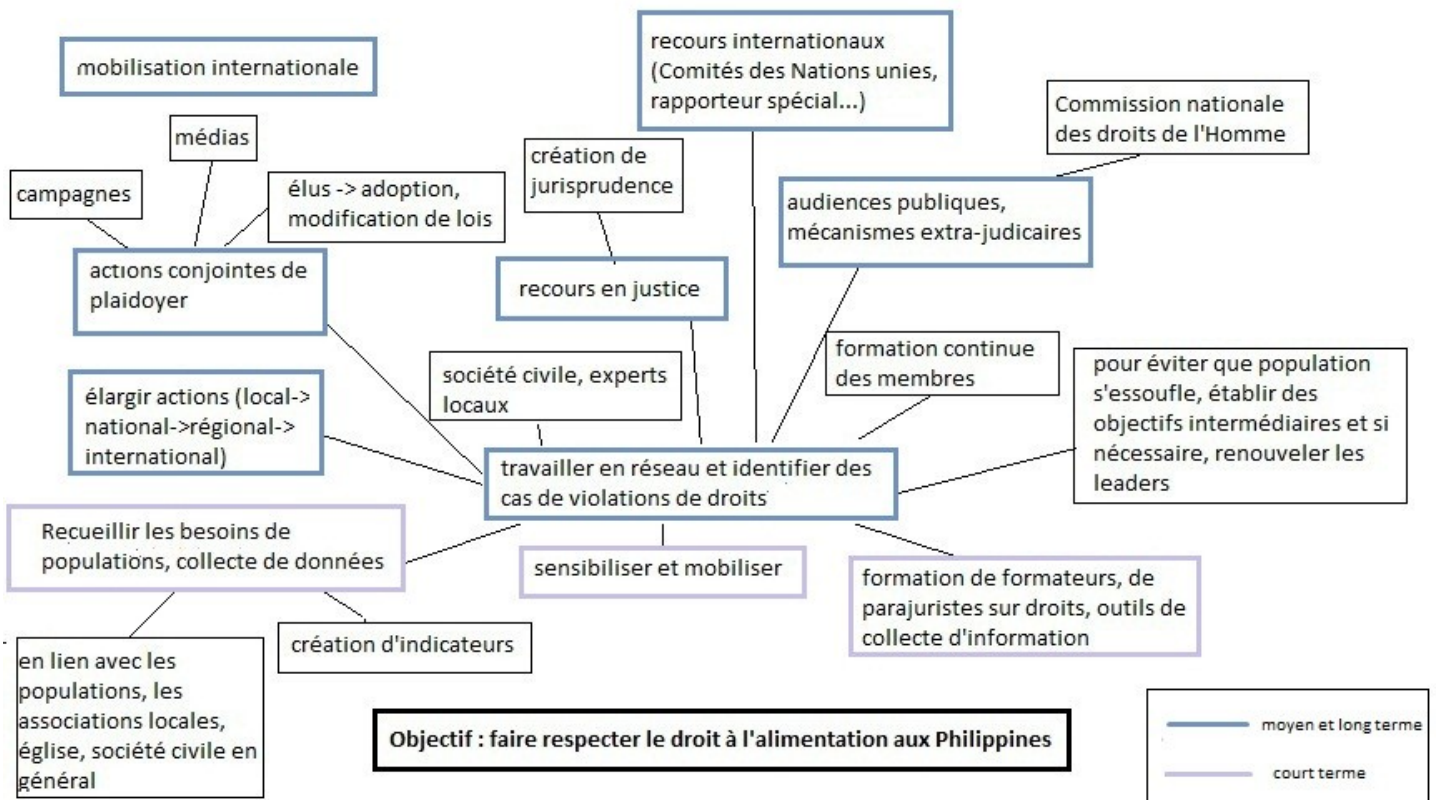 mobilisation internationale
recours internationaux
(Comités des Nations unies,
rapporteur spécial...)
Commission nationale
des droits de l'Homme
médias
création de
jurisprudence
campagnes
élus -> adoption,
modification de lois
audiences publiques,
mécanismes extra-judicaires
actions conjointes de
plaidoyer
recours en justice
société civile, experts
locaux
formation continue
des membres
pour éviter que population
s'essoufle, établir des
objectifs intermédiaires et si
nécessaire, renouveler les
leaders
élargir actions (local->
national->régional->
international)
travailler en réseau et identifier des
cas de violations de droits
Recueillir les besoins de
populations, collecte de données
sensibiliser et mobiliser
formation de formateurs, de
parajuristes sur droits, outils de
collecte d'information
création d'indicateurs
en lien avec les
populations, les
associations locales,
église, société civile en
général
Objectif : faire respecter le droit à l'alimentation aux Philippines
moyen et long terme
court terme